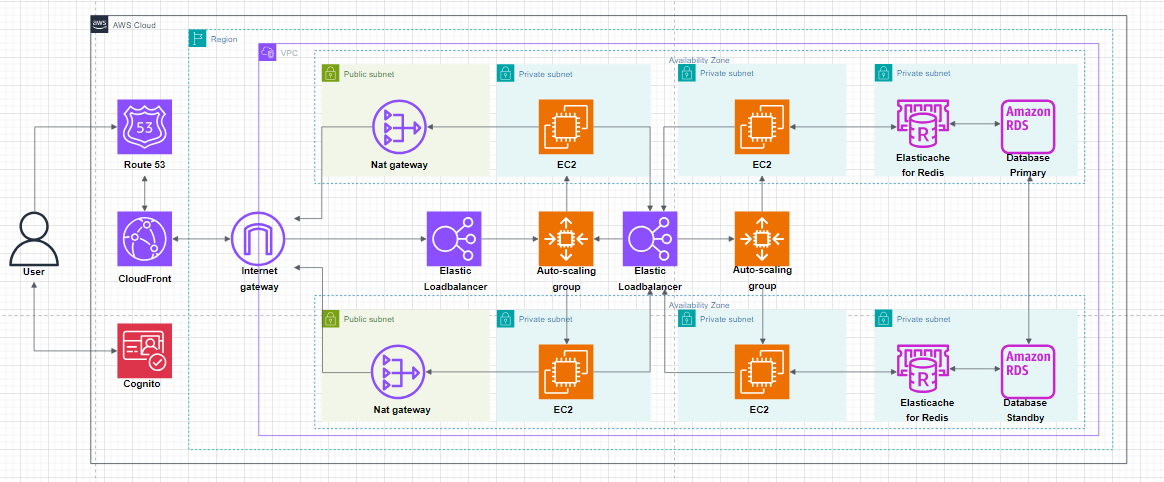 aws
AWS Cloud
Region
VPC
Availability Zone
Public subnet
Private subnet
Private subnet
Private subnet
53
Amazon
RDS
R
Route 53
Nat gateway
EC2
EC2
Elasticache
for Redis
Database
Primary
User
CloudFront
Internet
gateway
Elastic
Loadbalancer
Auto-scaling
group
Elastic
Loadbalancer
Auto-scaling
group
Availability Zone
Public subnet
Private subnet
Private subnet
Private subnet
Cognito
Amazon
RDS
R
Nat gateway
EC2
EC2
Elasticache
for Redis
Database
Standby